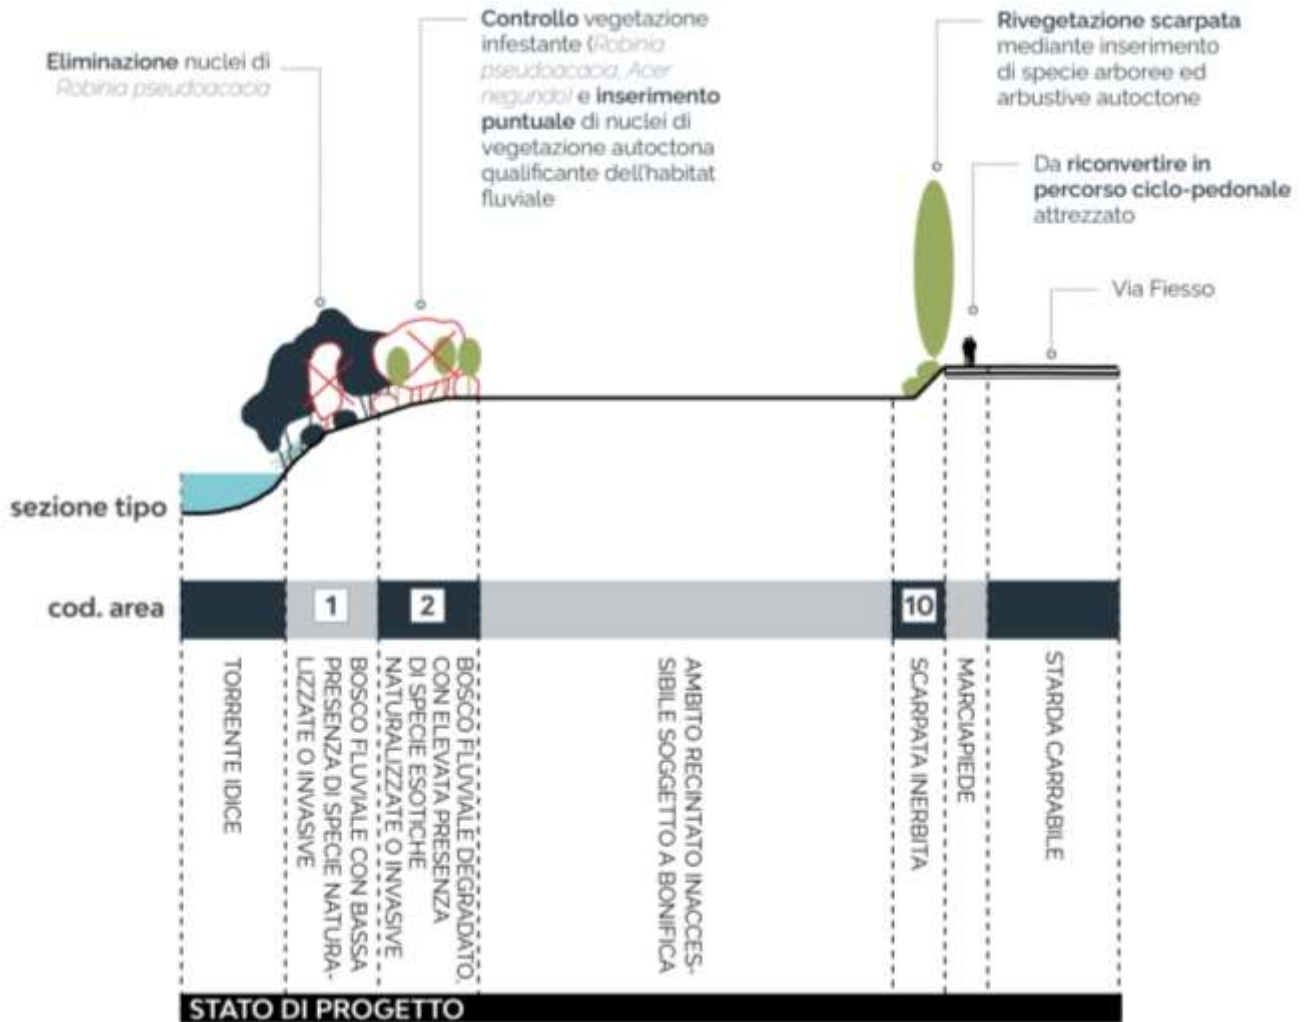 Eliminazione nuclei di
Robinia pseudoacacia
Controllo vegetazione
infestante (Robinia
pseudoacacia, Acer
negundo) e inserimento
puntuale di nuclei di
vegetazione autoctona
qualificante dell'habitat
fluviale
Rivegetazione scarpata
mediante inserimento
di specie arboree ed
arbustive autoctone
Da riconvertire in
percorso ciclo-pedonale
attrezzato
Via Fiesso
sezione tipo
cod. area
1
2
10
TORRENTE IDICE
BOSCO FLUVIALE CON BASSA
PRESENZA DI SPECIE NATURA-
LIZZATE O INVASIVE
BOSCO FLUVIALE DEGRADATO,
CON ELEVATA PRESENZA
DI SPECIE ESOTICHE
NATURALIZZATE O INVASIVE
AMBITO RECINTATO INACCES-
SIBILE SOGGETTO A BONIFICA
SCARPATA INERBITA
MARCIAPIEDE
STARDA CARRABILE
STATO DI PROGETTO